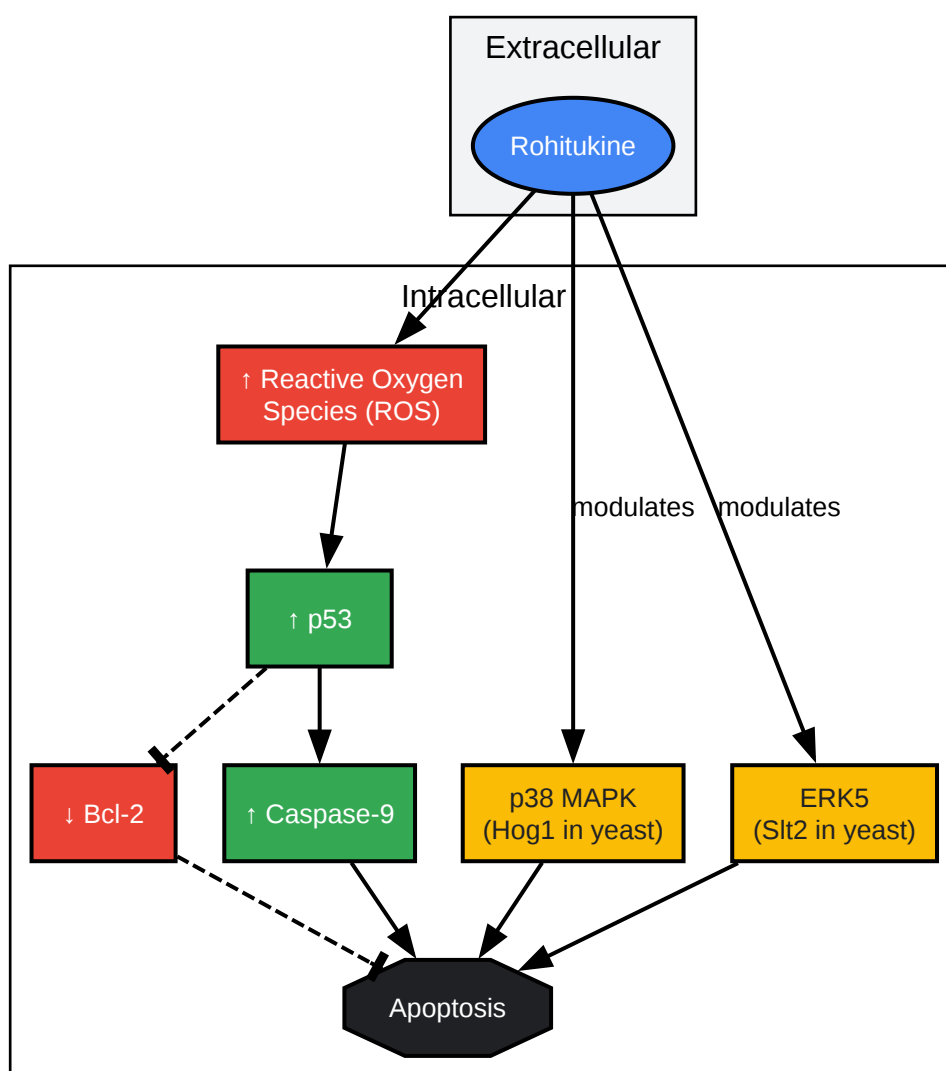 Extracellular
Rohitukine
Intracellular
↑ Reactive Oxygen
Species (ROS)
modulates
modulates
↑ p53
↓ Bcl-2
↑ Caspase-9
p38 MAPK
(Hog1 in yeast)
ERK5
(Slt2 in yeast)
Apoptosis